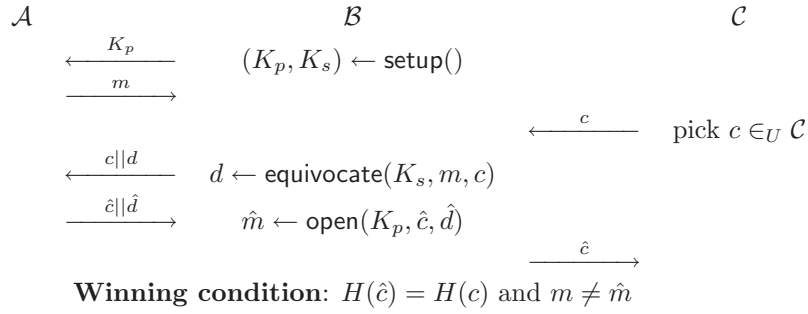 𝒜 ℬ 𝒞
K_p
(K_p, K_s) ← setup()
m
c
pick c ∈_U 𝒞
c||d
d ← equivocate(K_s, m, c)
ĉ||d̂
m̂ ← open(K_p, ĉ, d̂)
ĉ
Winning condition: H(ĉ) = H(c) and m ≠ m̂